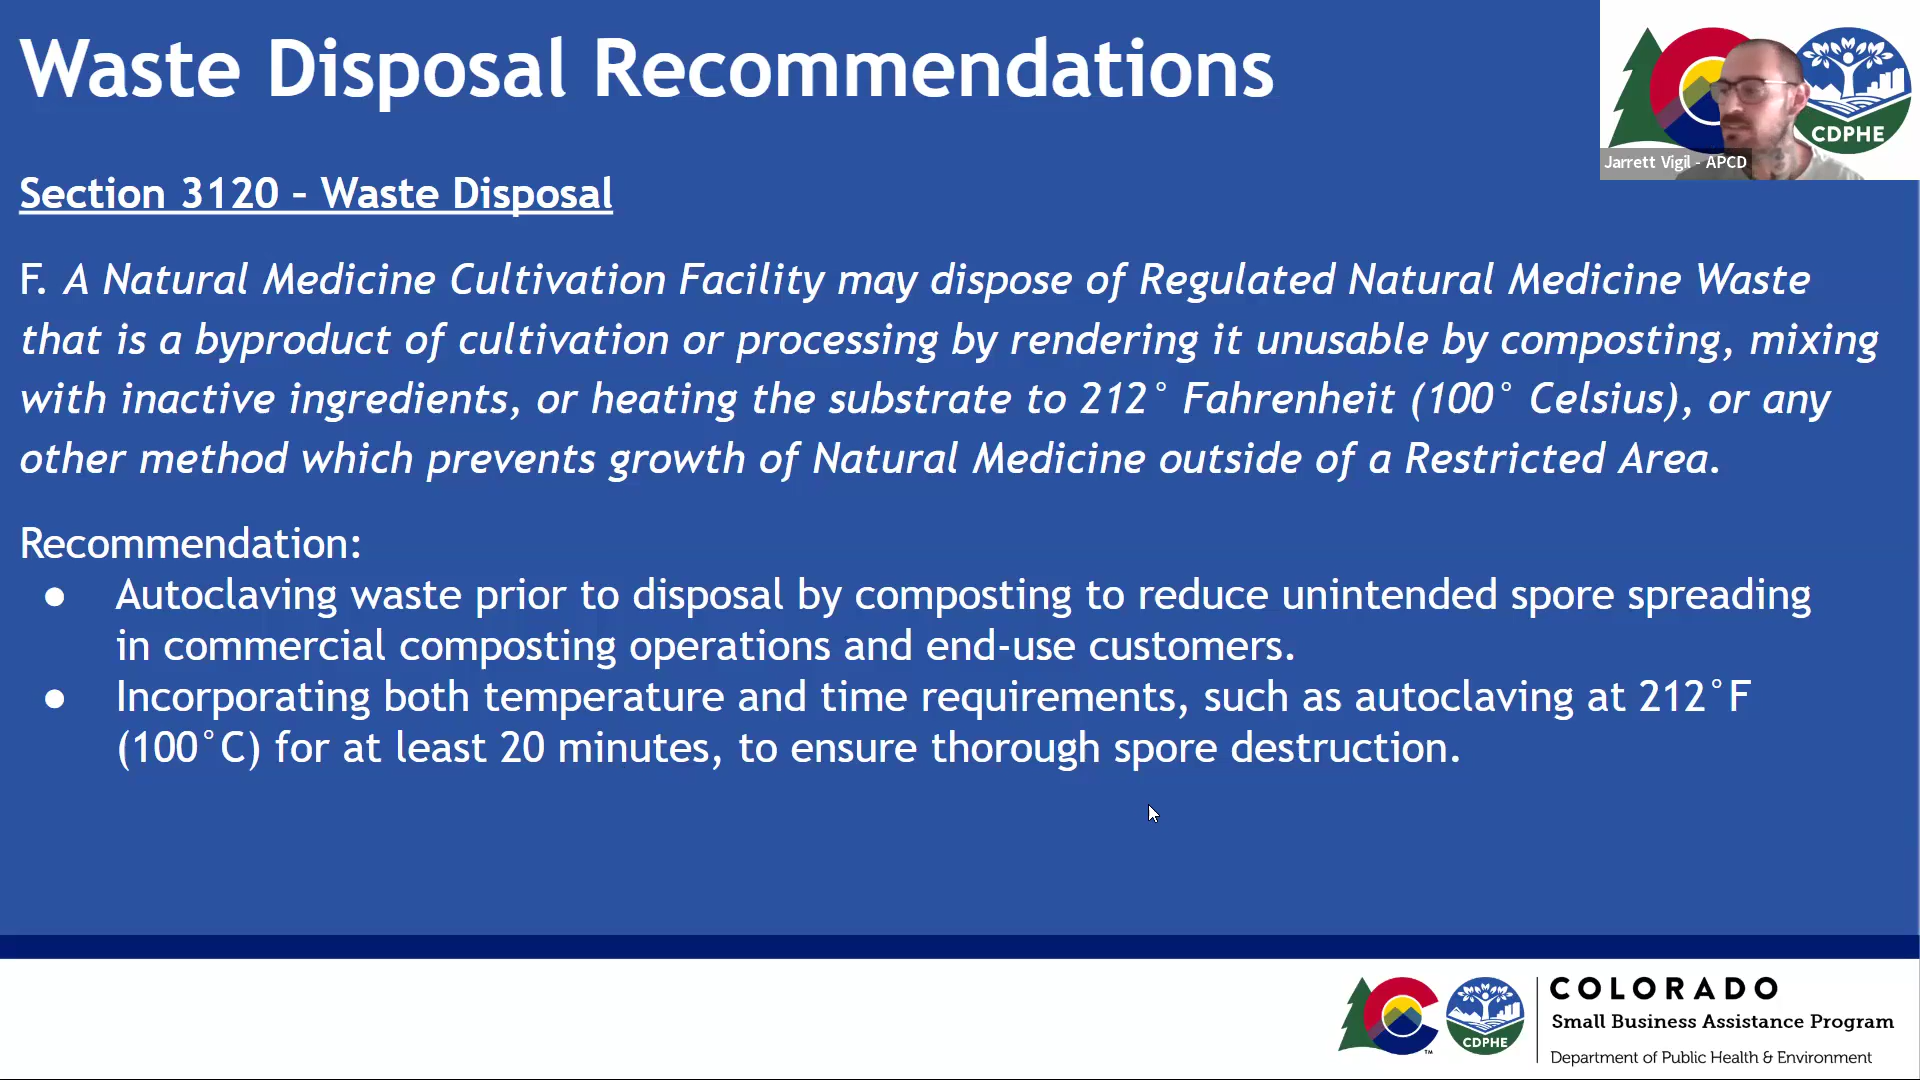 Waste Disposal Recommendations
CDPHE
Jarrett Vigil - APCD
Section 3120 – Waste Disposal
F. A Natural Medicine Cultivation Facility may dispose of Regulated Natural Medicine Waste
that is a byproduct of cultivation or processing by rendering it unusable by composting, mixing
with inactive ingredients, or heating the substrate to 212° Fahrenheit (100° Celsius), or any
other method which prevents growth of Natural Medicine outside of a Restricted Area.
Recommendation:
● Autoclaving waste prior to disposal by composting to reduce unintended spore spreading
in commercial composting operations and end-use customers.
● Incorporating both temperature and time requirements, such as autoclaving at 212°F
(100°C) for at least 20 minutes, to ensure thorough spore destruction.
CDPHE
TM
COLORADO
Small Business Assistance Program
Department of Public Health & Environment